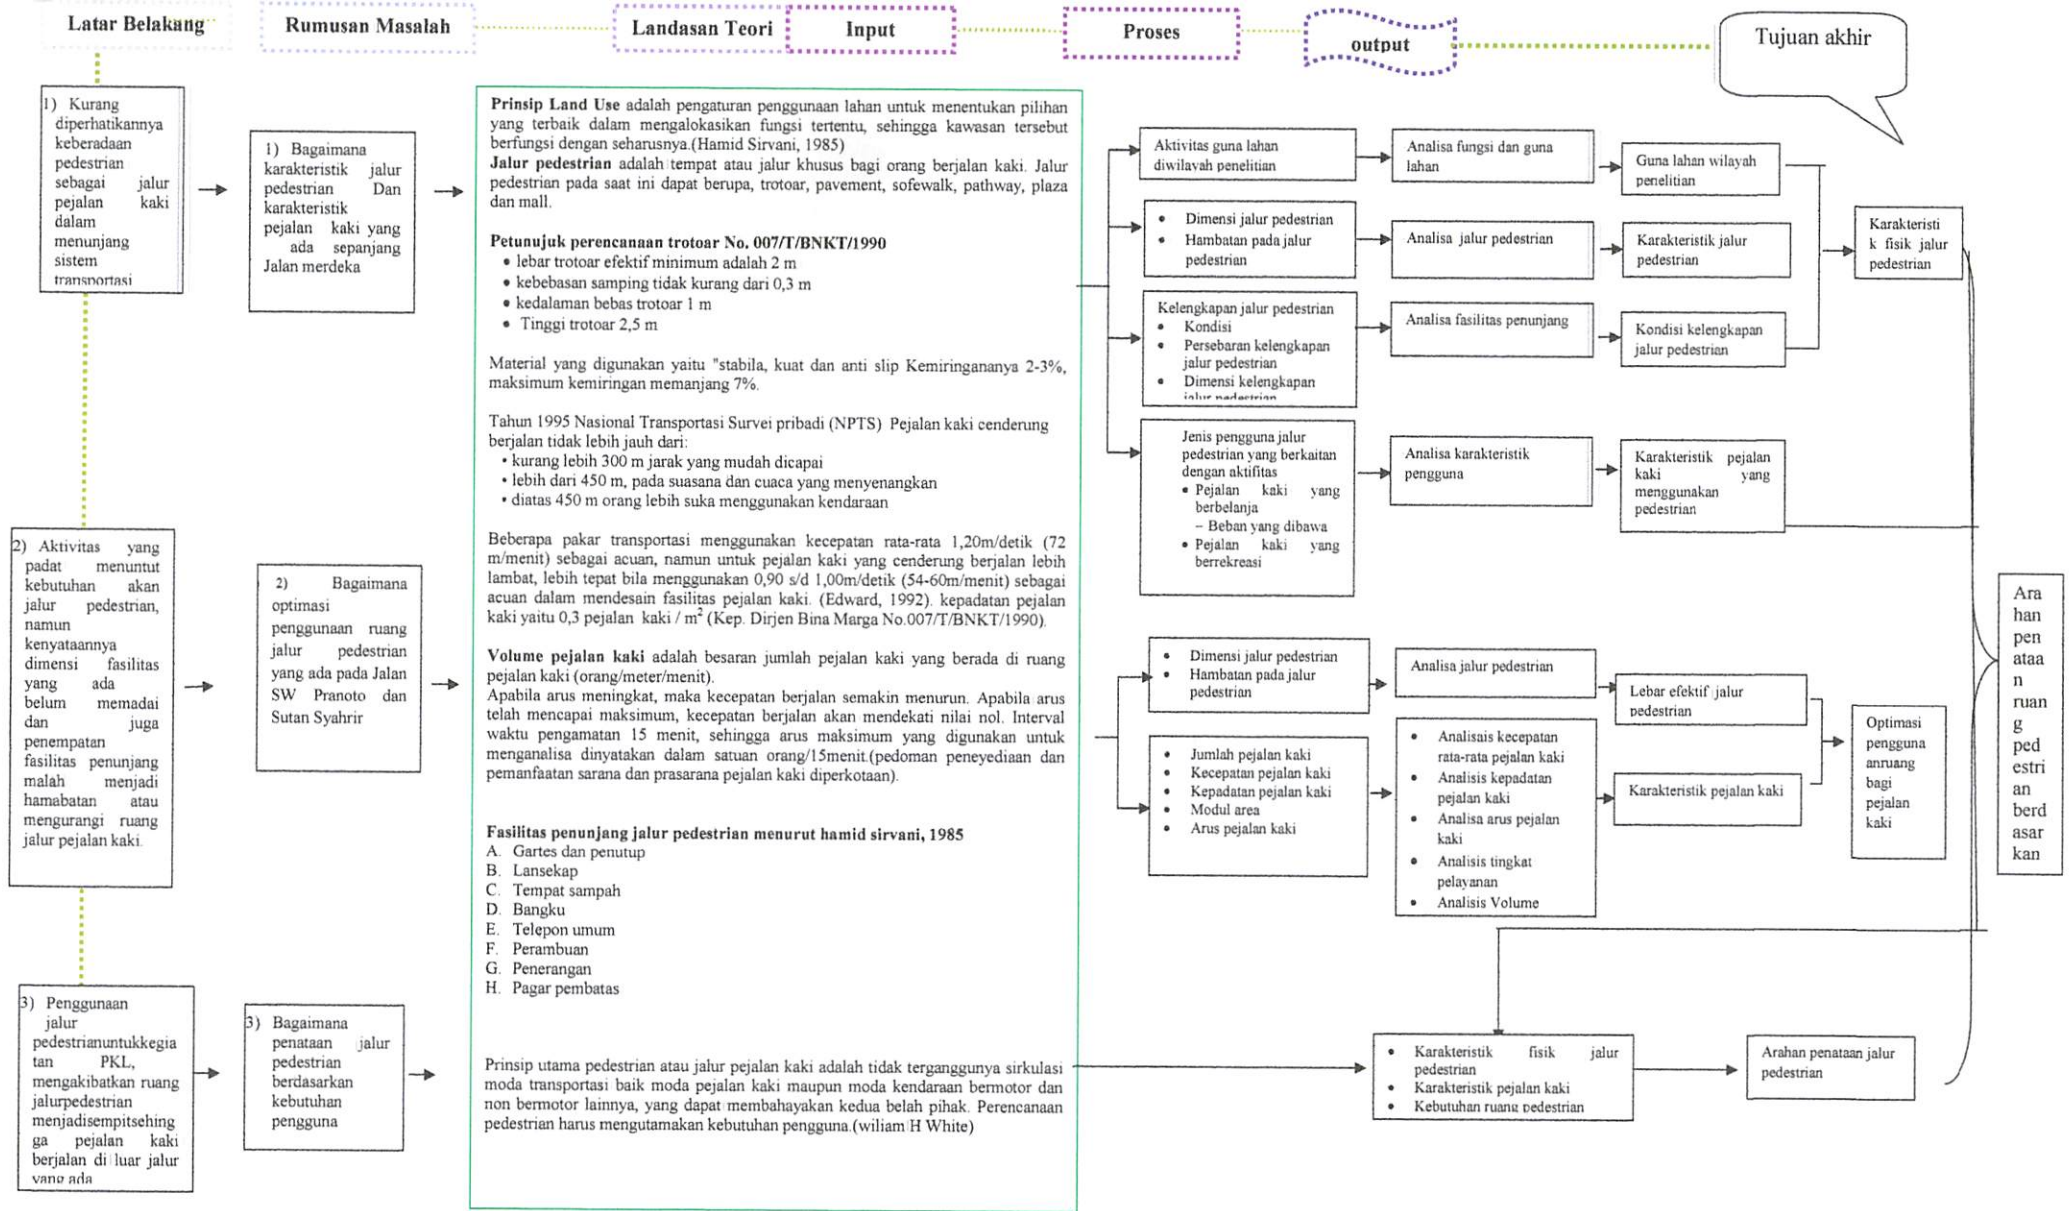 Latar Belakang
Rumusan Masalah
Landasan Teori
Input
Proses
output
Tujuan akhir
1) Kurang
diperhatikannya
keberadaan
pedestrian
sebagai jalur
pejalan kaki
dalam
menunjang
sistem
transportasi
2) Aktivitas yang
padat menuntut
kebutuhan akan
jalur pedestrian,
namun
kenyataannya
dimensi fasilitas
yang ada
belum memadai
dan juga
penempatan
fasilitas penunjang
malah menjadi
hamabatan atau
mengurangi ruang
jalur pejalan kaki.
3) Penggunaan
jalur
pedestrianuntukkegia
tan PKL,
mengakibatkan ruang
jalurpedestrian
menjadisempitsehing
ga pejalan kaki
berjalan di luar jalur
yang ada
1) Bagaimana
karakteristik jalur
pedestrian Dan
karakteristik
pejalan kaki yang
ada sepanjang
Jalan merdeka
2) Bagaimana
optimasi
penggunaan ruang
jalur pedestrian
yang ada pada Jalan
SW Pranoto dan
Sutan Syahrir
3) Bagaimana
penataan jalur
pedestrian
berdasarkan
kebutuhan
pengguna
Prinsip Land Use adalah pengaturan penggunaan lahan untuk menentukan pilihan
yang terbaik dalam mengalokasikan fungsi tertentu, sehingga kawasan tersebut
berfungsi dengan seharusnya.(Hamid Sirvani, 1985)
Jalur pedestrian adalah tempat atau jalur khusus bagi orang berjalan kaki. Jalur
pedestrian pada saat ini dapat berupa, trotoar, pavement, sofewalk, pathway, plaza
dan mall.
Petunujuk perencanaan trotoar No. 007/T/BNKT/1990
• lebar trotoar efektif minimum adalah 2 m
• kebebasan samping tidak kurang dari 0,3 m
• kedalaman bebas trotoar 1 m
• Tinggi trotoar 2,5 m
Material yang digunakan yaitu "stabila, kuat dan anti slip Kemiringananya 2-3%,
maksimum kemiringan memanjang 7%.
Tahun 1995 Nasional Transportasi Survei pribadi (NPTS) Pejalan kaki cenderung
berjalan tidak lebih jauh dari:
• kurang lebih 300 m jarak yang mudah dicapai
• lebih dari 450 m, pada suasana dan cuaca yang menyenangkan
• diatas 450 m orang lebih suka menggunakan kendaraan
Beberapa pakar transportasi menggunakan kecepatan rata-rata 1,20m/detik (72
m/menit) sebagai acuan, namun untuk pejalan kaki yang cenderung berjalan lebih
lambat, lebih tepat bila menggunakan 0,90 s/d 1,00m/detik (54-60m/menit) sebagai
acuan dalam mendesain fasilitas pejalan kaki. (Edward, 1992). kepadatan pejalan
kaki yaitu 0,3 pejalan kaki / m² (Kep. Dirjen Bina Marga No.007/T/BNKT/1990).
Volume pejalan kaki adalah besaran jumlah pejalan kaki yang berada di ruang
pejalan kaki (orang/meter/menit).
Apabila arus meningkat, maka kecepatan berjalan semakin menurun. Apabila arus
telah mencapai maksimum, kecepatan berjalan akan mendekati nilai nol. Interval
waktu pengamatan 15 menit, sehingga arus maksimum yang digunakan untuk
menganalisa dinyatakan dalam satuan orang/15menit.(pedoman peneyediaan dan
pemanfaatan sarana dan prasarana pejalan kaki diperkotaan).
Fasilitas penunjang jalur pedestrian menurut hamid sirvani, 1985
A. Gartes dan penutup
B. Lansekap
C. Tempat sampah
D. Bangku
E. Telepon umum
F. Perambuan
G. Penerangan
H. Pagar pembatas
Prinsip utama pedestrian atau jalur pejalan kaki adalah tidak terganggunya sirkulasi
moda transportasi baik moda pejalan kaki maupun moda kendaraan bermotor dan
non bermotor lainnya, yang dapat membahayakan kedua belah pihak. Perencanaan
pedestrian harus mengutamakan kebutuhan pengguna.(wiliam H White)
Aktivitas guna lahan
diwilavah penelitian
• Dimensi jalur pedestrian
• Hambatan pada jalur
pedestrian
Kelengkapan jalur pedestrian
• Kondisi
• Persebaran kelengkapan
jalur pedestrian
• Dimensi kelengkapan
jalur pedestrian
Jenis pengguna jalur
pedestrian yang berkaitan
dengan aktifitas
• Pejalan kaki yang
berbelanja
– Beban yang dibawa
• Pejalan kaki yang
berrekreasi
• Dimensi jalur pedestrian
• Hambatan pada jalur
pedestrian
• Jumlah pejalan kaki
• Kecepatan pejalan kaki
• Kepadatan pejalan kaki
• Modul area
• Arus pejalan kaki
Analisa fungsi dan guna
lahan
Analisa jalur pedestrian
Analisa fasilitas penunjang
Analisa karakteristik
pengguna
Analisa jalur pedestrian
• Analisais kecepatan
rata-rata pejalan kaki
• Analisis kepadatan
pejalan kaki
• Analisa arus pejalan
kaki
• Analisis tingkat
pelayanan
• Analisis Volume
• Karakteristik fisik jalur
pedestrian
• Karakteristik pejalan kaki
• Kebutuhan ruang pedestrian
Guna lahan wilayah
penelitian
Karakteristik jalur
pedestrian
Kondisi kelengkapan
jalur pedestrian
Karakteristik pejalan
kaki yang
menggunakan
pedestrian
Lebar efektif jalur
pedestrian
Karakteristik pejalan kaki
Arahan penataan jalur
pedestrian
Karakteristi
k fisik jalur
pedestrian
Optimasi
pengguna
anruang
bagi
pejalan
kaki
Ara
han
pen
ataa
n
ruan
g
ped
estri
an
berd
asar
kan